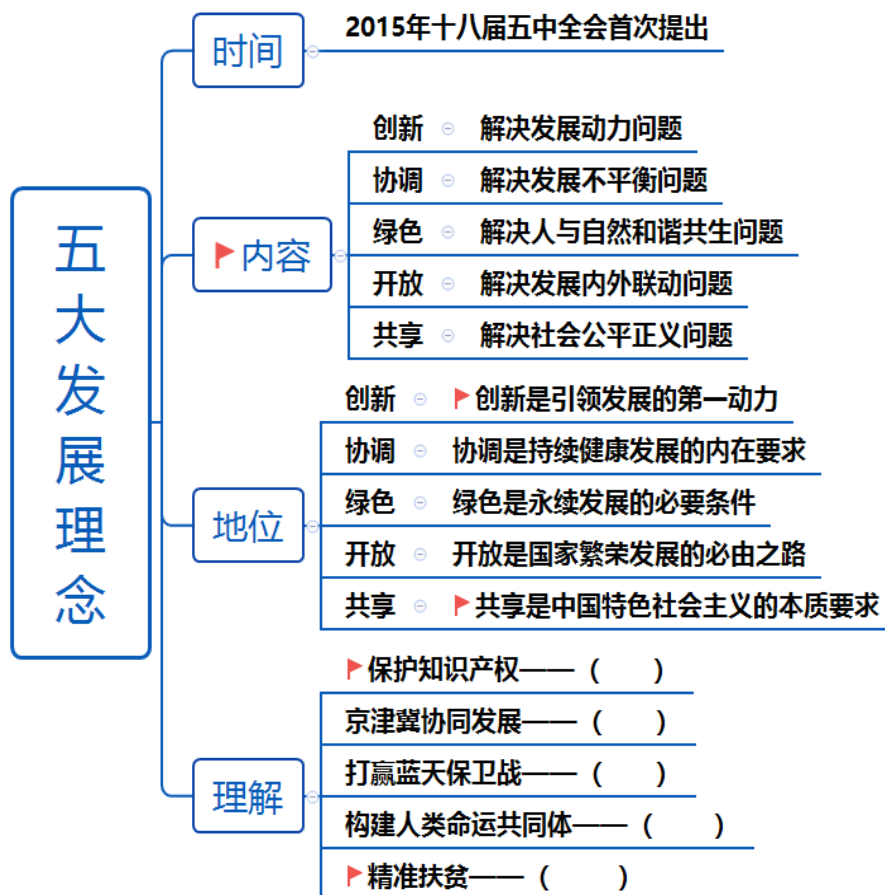 五大发展理念
时间
2015年十八届五中全会首次提出
内容
创新 解决发展动力问题
协调 解决发展不平衡问题
绿色 解决人与自然和谐共生问题
开放 解决发展内外联动问题
共享 解决社会公平正义问题
地位
创新 创新是引领发展的第一动力
协调 协调是持续健康发展的内在要求
绿色 绿色是永续发展的必要条件
开放 开放是国家繁荣发展的必由之路
共享 共享是中国特色社会主义的本质要求
理解
保护知识产权——（ ）
京津冀协同发展——（ ）
打赢蓝天保卫战——（ ）
构建人类命运共同体——（ ）
精准扶贫——（ ）